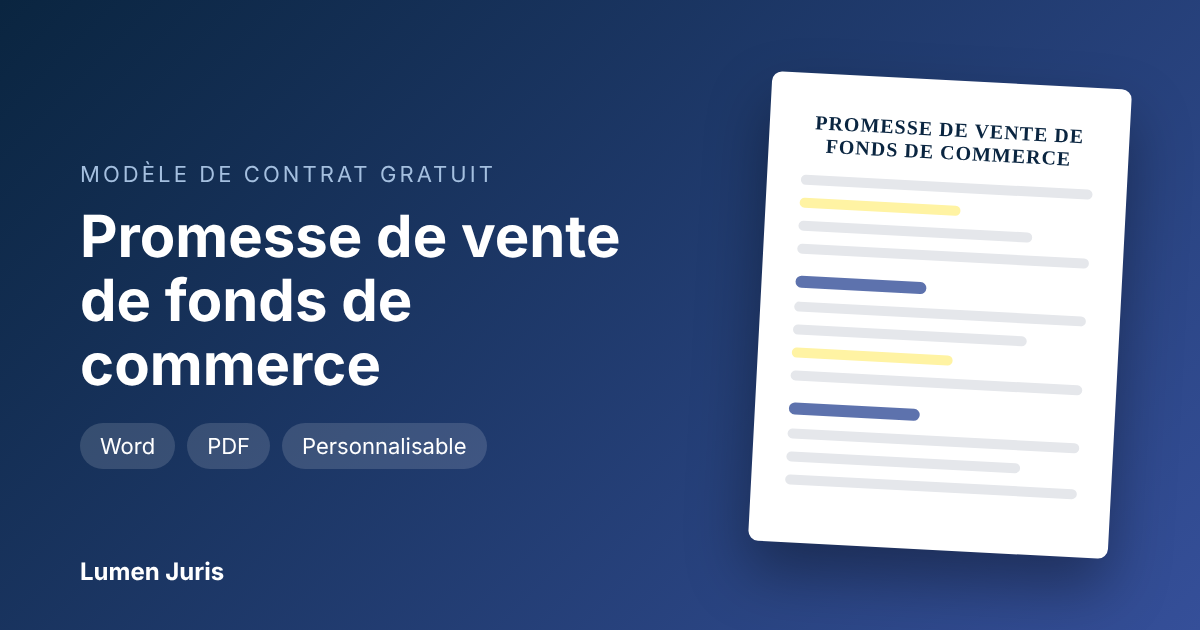 MODÈLE DE CONTRAT GRATUIT
Promesse de vente
de fonds de
commerce
Word
PDF
Personnalisable
Lumen Juris
PROMESSE DE VENTE DE
FONDS DE COMMERCE